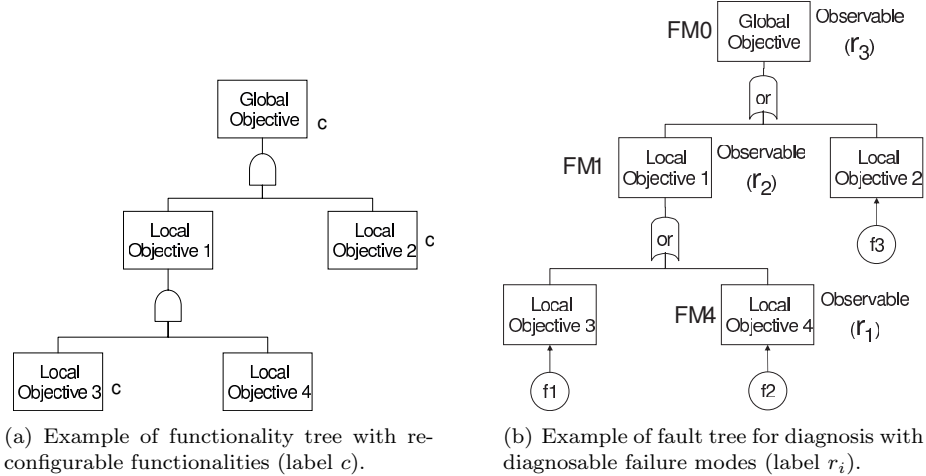 Global
Objective
c
Local
Objective 1
Local
Objective 2
c
Local
Objective 3
c
Local
Objective 4
(a) Example of functionality tree with re-
configurable functionalities (label c).
FM0
Global
Objective
Observable
(r3)
or
FM1
Local
Objective 1
Observable
(r2)
Local
Objective 2
or
f3
Local
Objective 3
FM4
Local
Objective 4
Observable
(r1)
f1
f2
(b) Example of fault tree for diagnosis with
diagnosable failure modes (label ri).